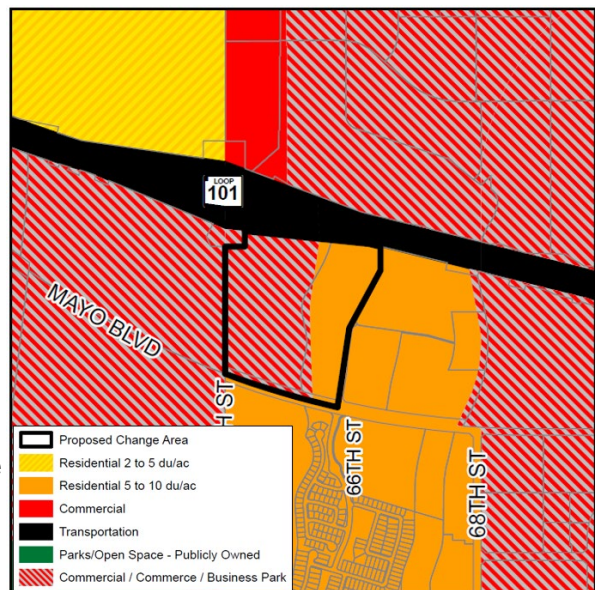 LOOP
101
MAYO BLVD
H ST
66TH ST
68TH ST
Proposed Change Area
Residential 2 to 5 du/ac
Residential 5 to 10 du/ac
Commercial
Transportation
Parks/Open Space - Publicly Owned
Commercial / Commerce / Business Park